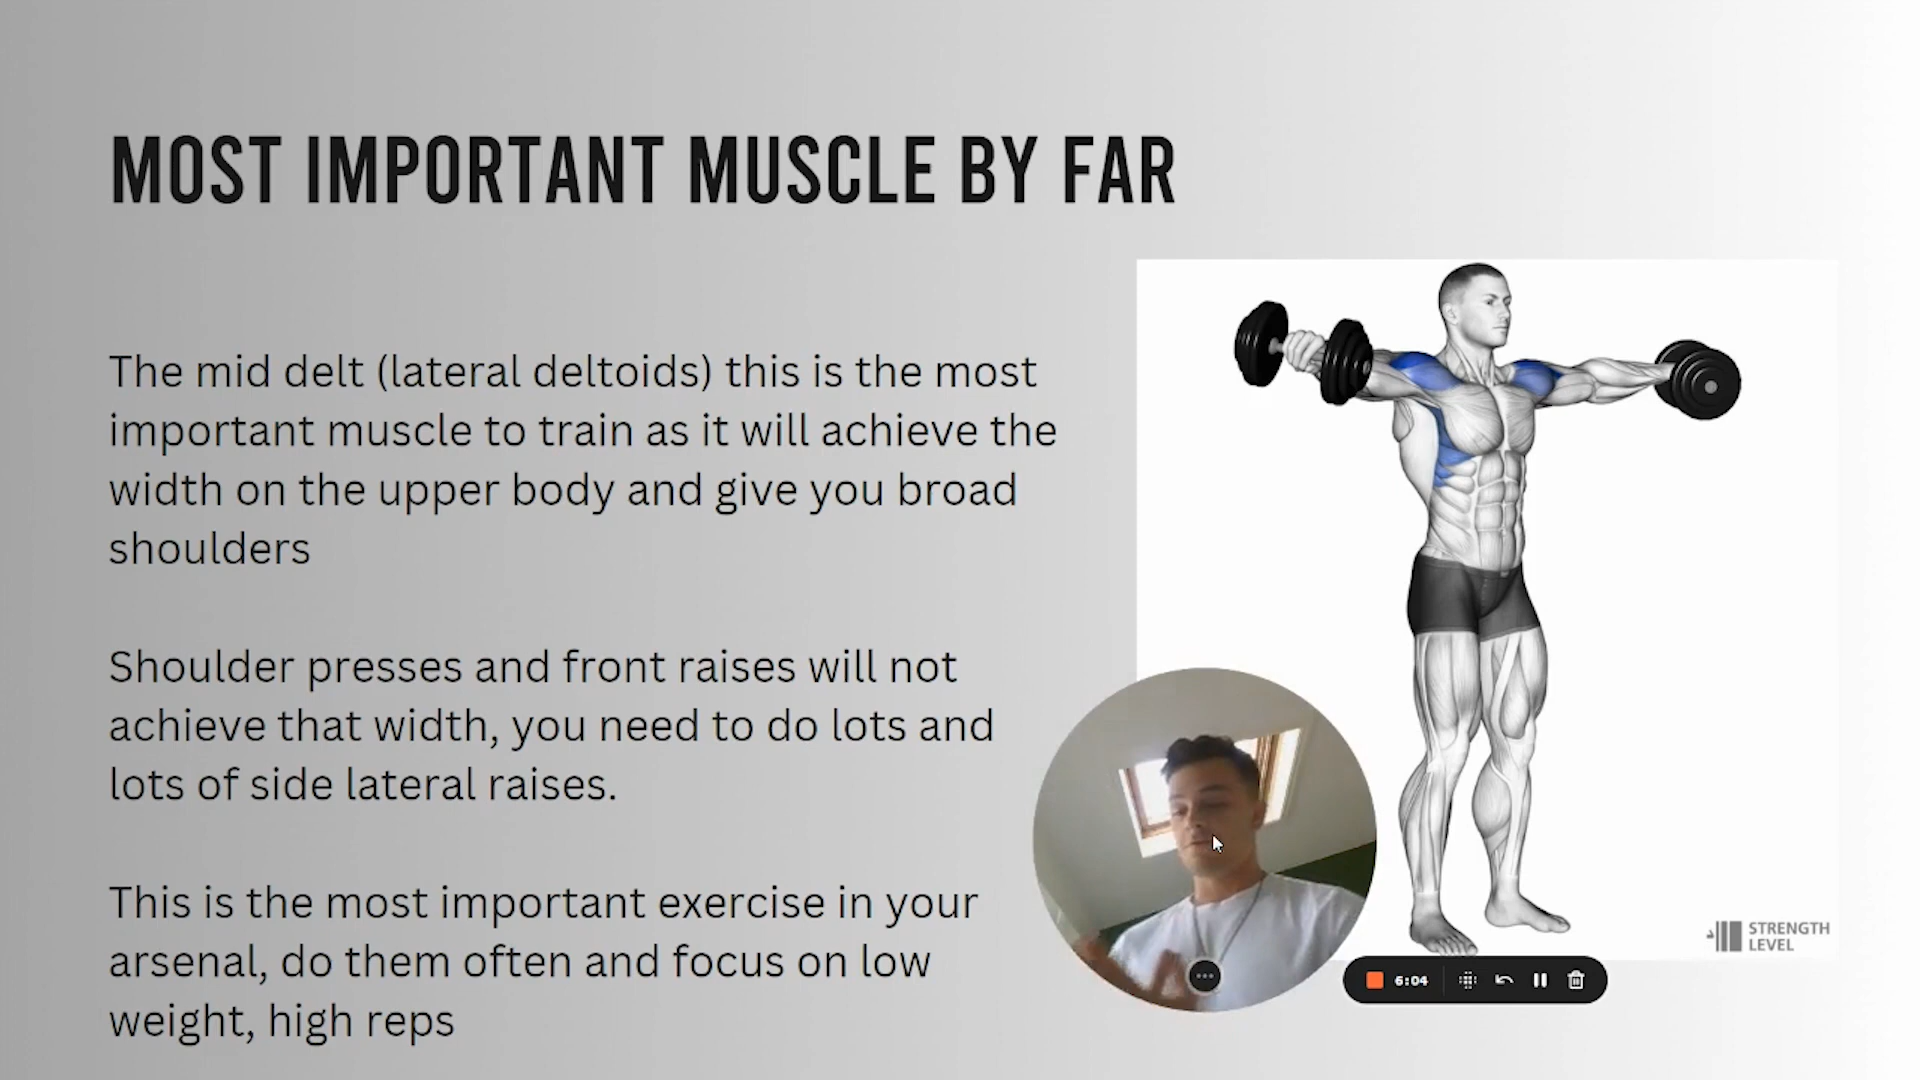 MOST IMPORTANT MUSCLE BY FAR
The mid delt (lateral deltoids) this is the most
important muscle to train as it will achieve the
width on the upper body and give you broad
shoulders
Shoulder presses and front raises will not
achieve that width, you need to do lots and
lots of side lateral raises.
This is the most important exercise in your
arsenal, do them often and focus on low
weight, high reps
STRENGTH
LEVEL
6:04